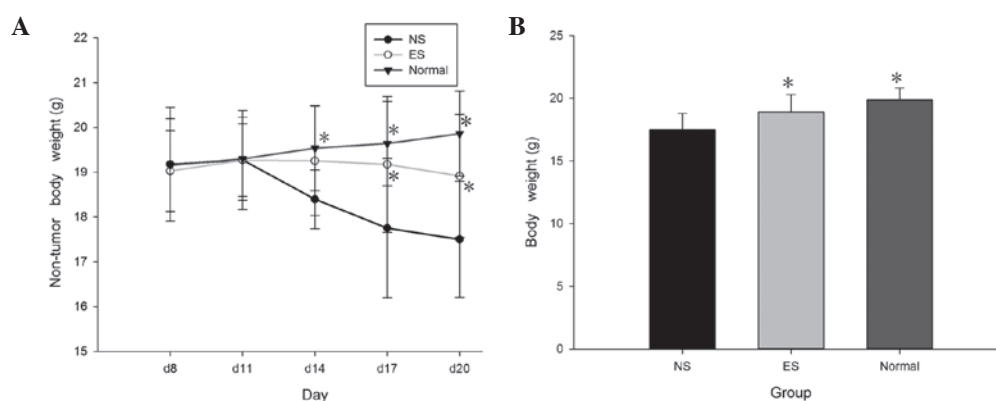 A
NS
ES
Normal
Non-tumor body weight (g)
22
21
20
19
18
17
16
15
* * *
* *
d8 d11 d14 d17 d20
Day
B
Body weight (g)
25
20
15
10
5
0
* *
NS ES Normal
Group